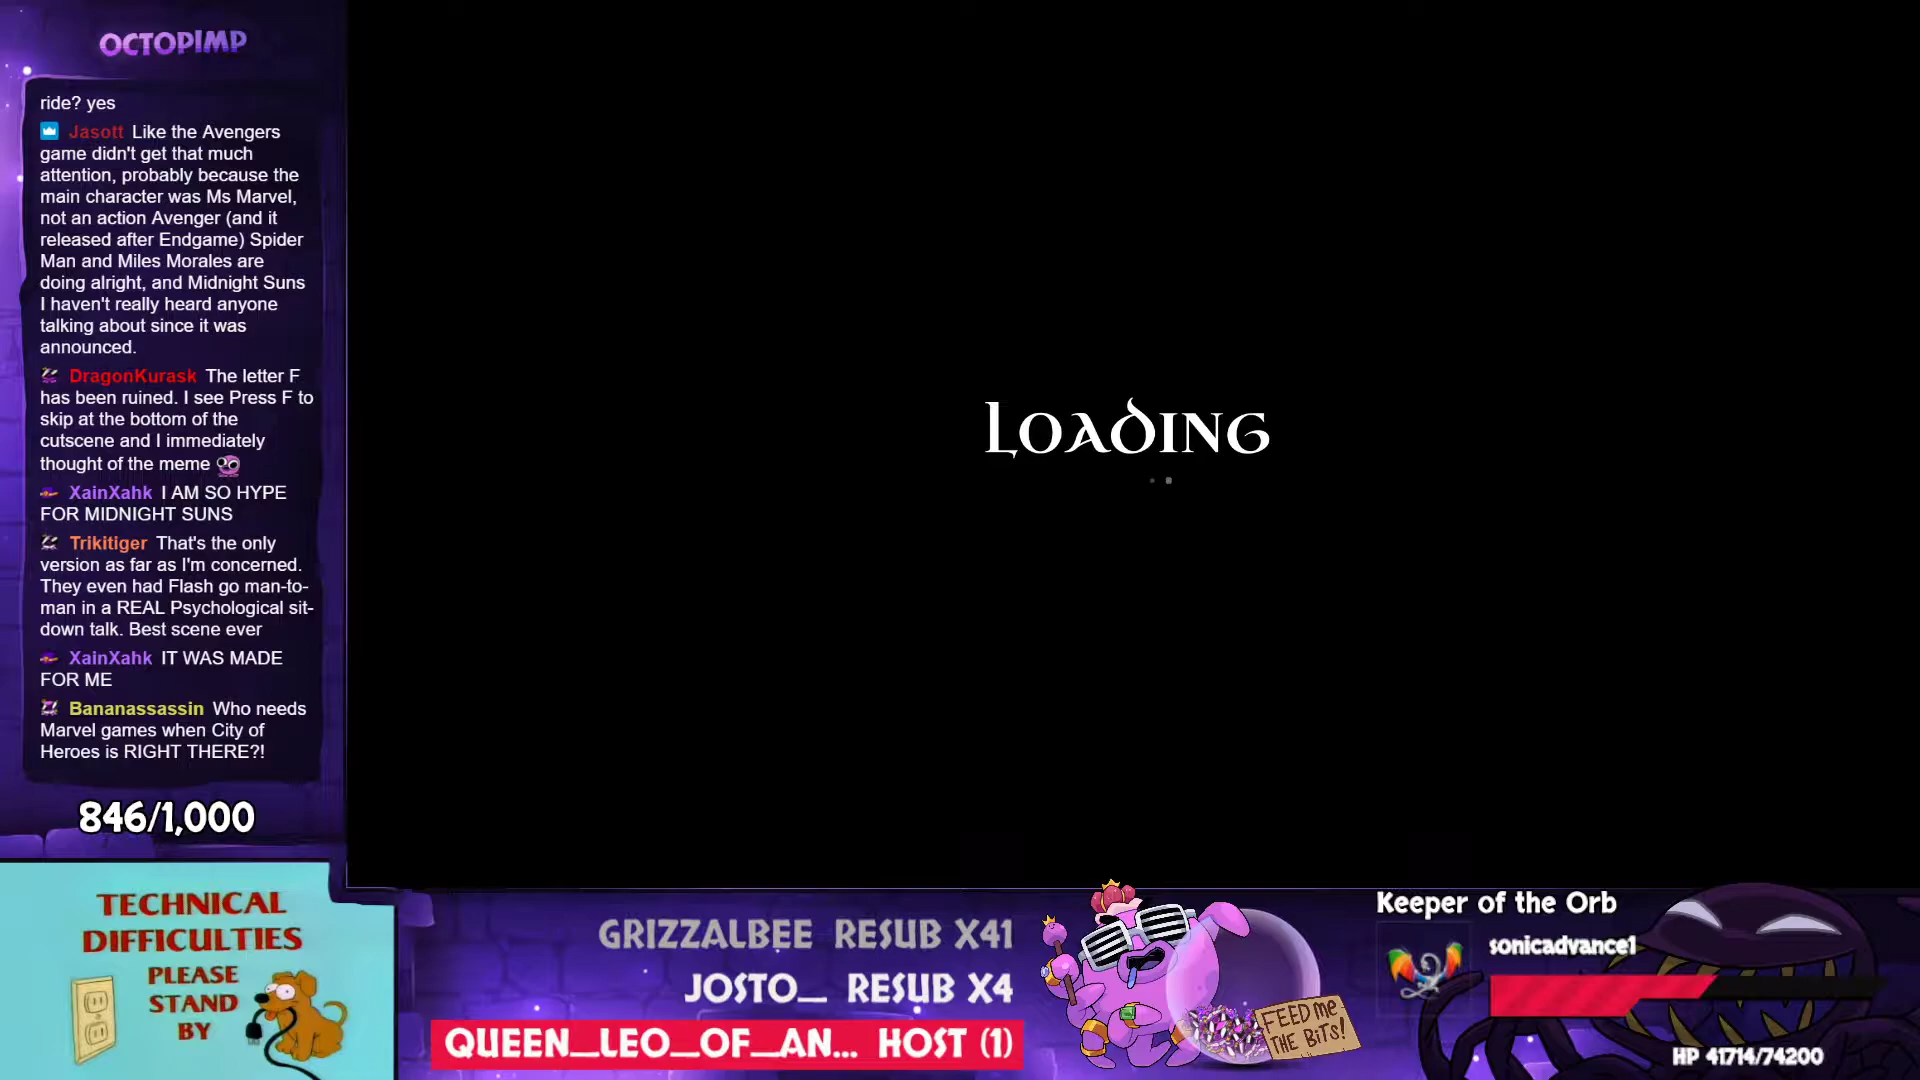 OCTOPIMP
ride? yes
Jasott Like the Avengers
game didn't get that much
attention, probably because the
main character was Ms Marvel,
not an action Avenger (and it
released after Endgame) Spider
Man and Miles Morales are
doing alright, and Midnight Suns
I haven't really heard anyone
talking about since it was
announced.
DragonKurask The letter F
has been ruined. I see Press F to
skip at the bottom of the
cutscene and I immediately
thought of the meme
XainXahk I AM SO HYPE
FOR MIDNIGHT SUNS
Trikitiger That's the only
version as far as I'm concerned.
They even had Flash go man-to-
man in a REAL Psychological sit-
down talk. Best scene ever
XainXahk IT WAS MADE
FOR ME
Bananassassin Who needs
Marvel games when City of
Heroes is RIGHT THERE?!
846/1,000
TECHNICAL
DIFFICULTIES
PLEASE
STAND
BY
Loading
GRIZZALBEE RESUB X41
JOSTO_ RESUB X4
QUEEN_LEO_OF_AN... HOST (1)
FEED ME
THE BiTS!
Keeper of the Orb
sonicadvance1
HP 41714/74200